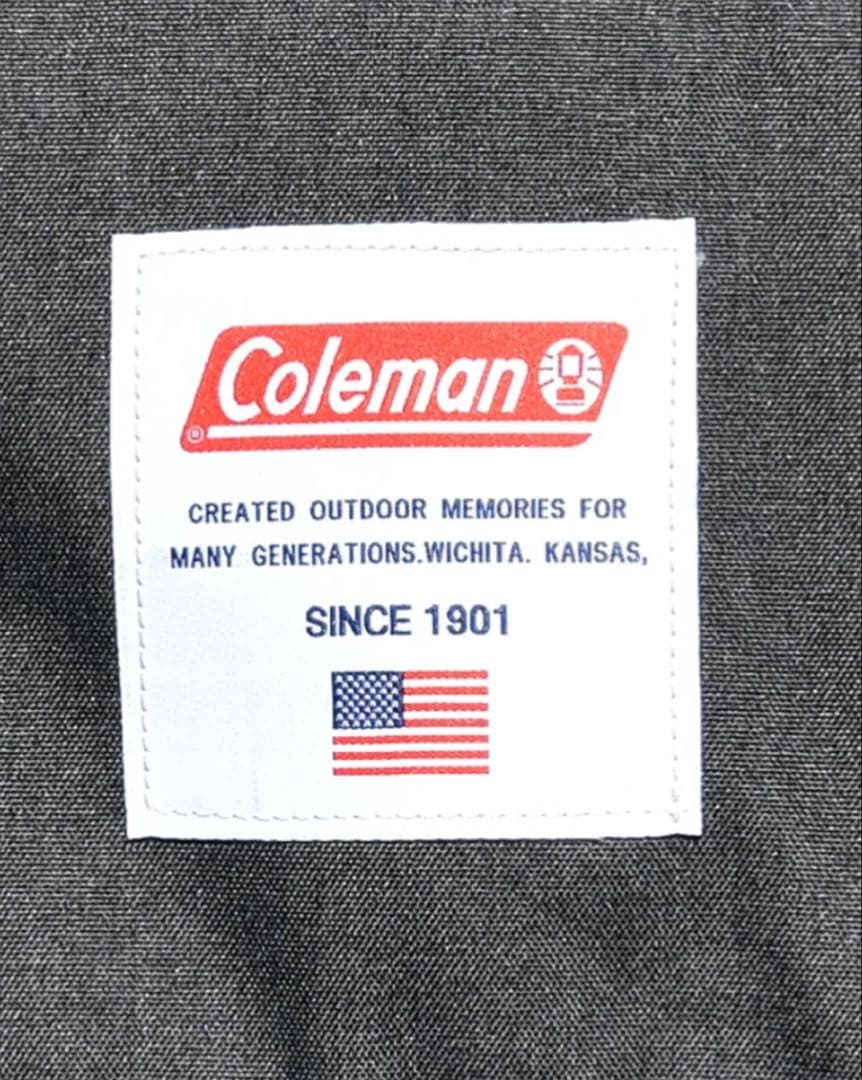 Coleman
®
CREATED OUTDOOR MEMORIES FOR
MANY GENERATIONS.WICHITA. KANSAS,
SINCE 1901